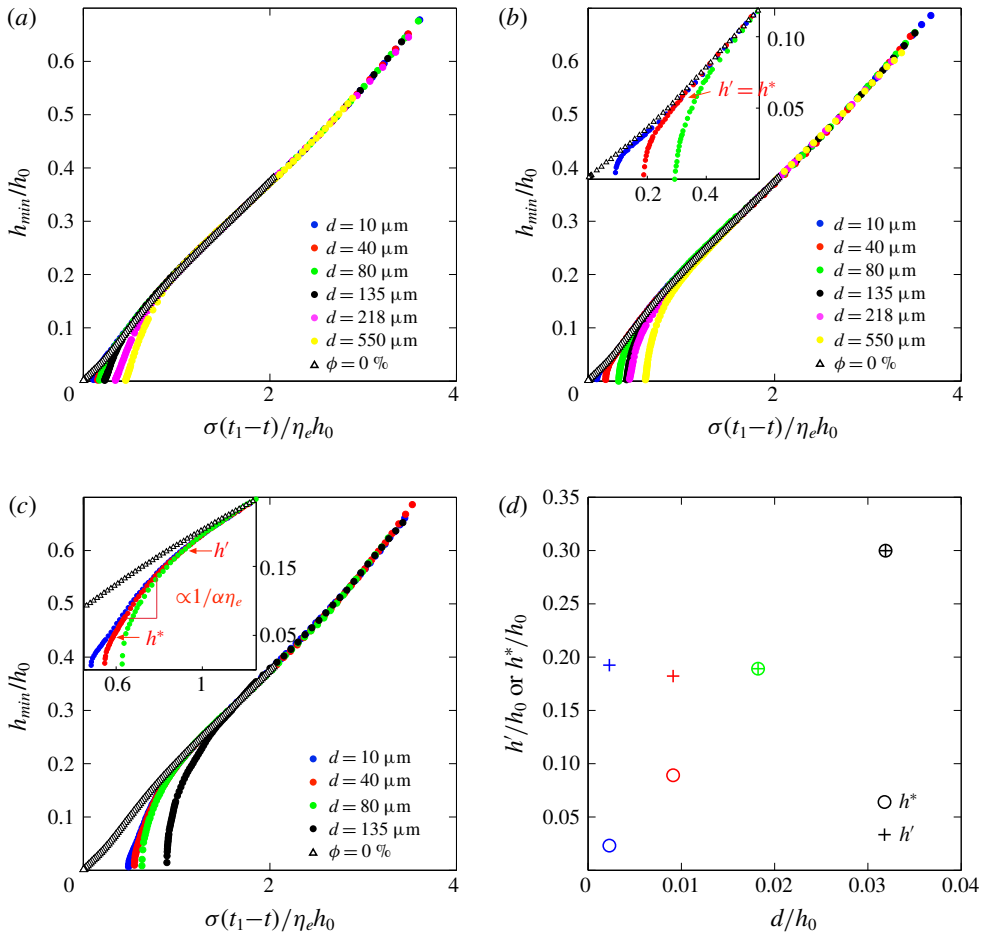 (a)
0.6
0.5
0.4
0.3
0.2
0.1
0
h_min/h_0
d = 10 μm
d = 40 μm
d = 80 μm
d = 135 μm
d = 218 μm
d = 550 μm
ϕ = 0 %
0 2 4
σ(t_1−t)/η_e h_0
(b)
0.6
0.5
0.4
0.3
0.2
0.1
0
h_min/h_0
0.10
0.05
h′ = h*
0.2 0.4
d = 10 μm
d = 40 μm
d = 80 μm
d = 135 μm
d = 218 μm
d = 550 μm
ϕ = 0 %
0 2 4
σ(t_1−t)/η_e h_0
(c)
0.6
0.5
0.4
0.3
0.2
0.1
0
h_min/h_0
h′
0.15
∝1/αη_e
h*
0.05
0.6 1
d = 10 μm
d = 40 μm
d = 80 μm
d = 135 μm
ϕ = 0 %
0 2 4
σ(t_1−t)/η_e h_0
(d)
0.35
0.30
0.25
0.20
0.15
0.10
0.05
h′/h_0 or h*/h_0
h*
h′
0 0.01 0.02 0.03 0.04
d/h_0